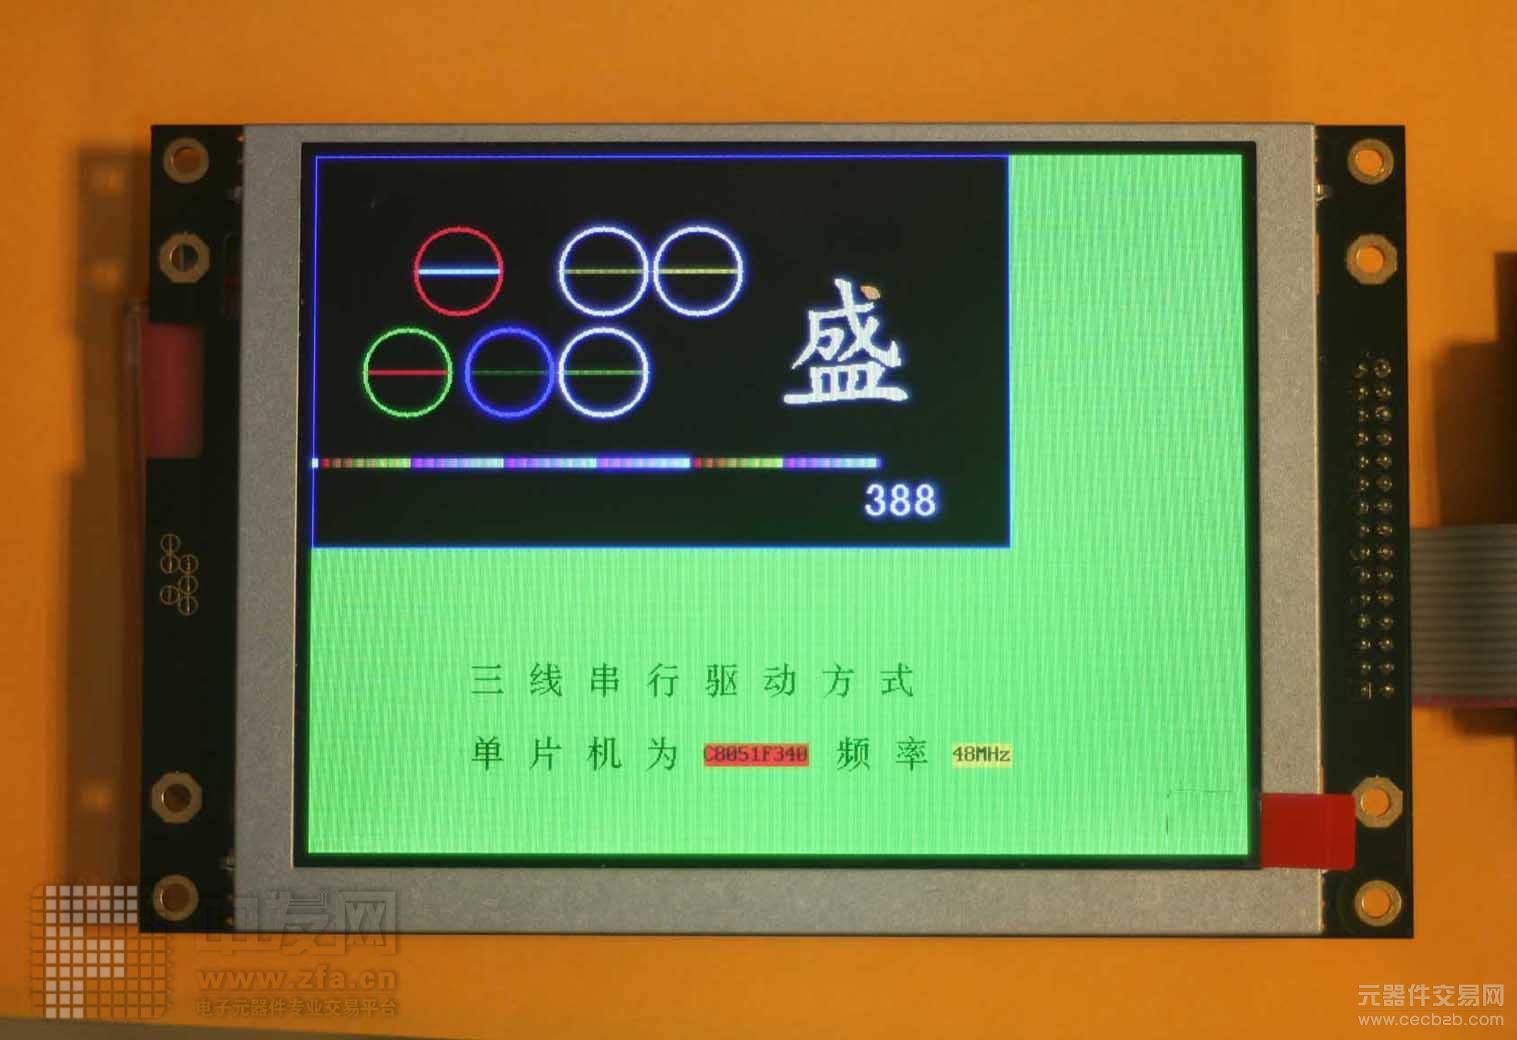 盛
388
三线串行驱动方式
单片机为 C8051F340 频率 48MHz
中发网
www.zfa.cn
电子元器件专业交易平台
元器件交易网
www.cecb2b.com